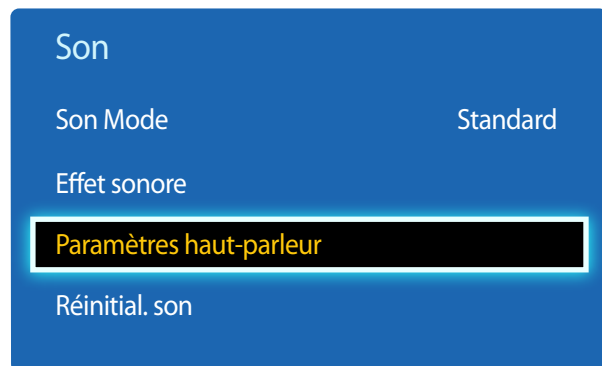 Son
Son Mode Standard
Effet sonore
Paramètres haut-parleur
Réinitial. son